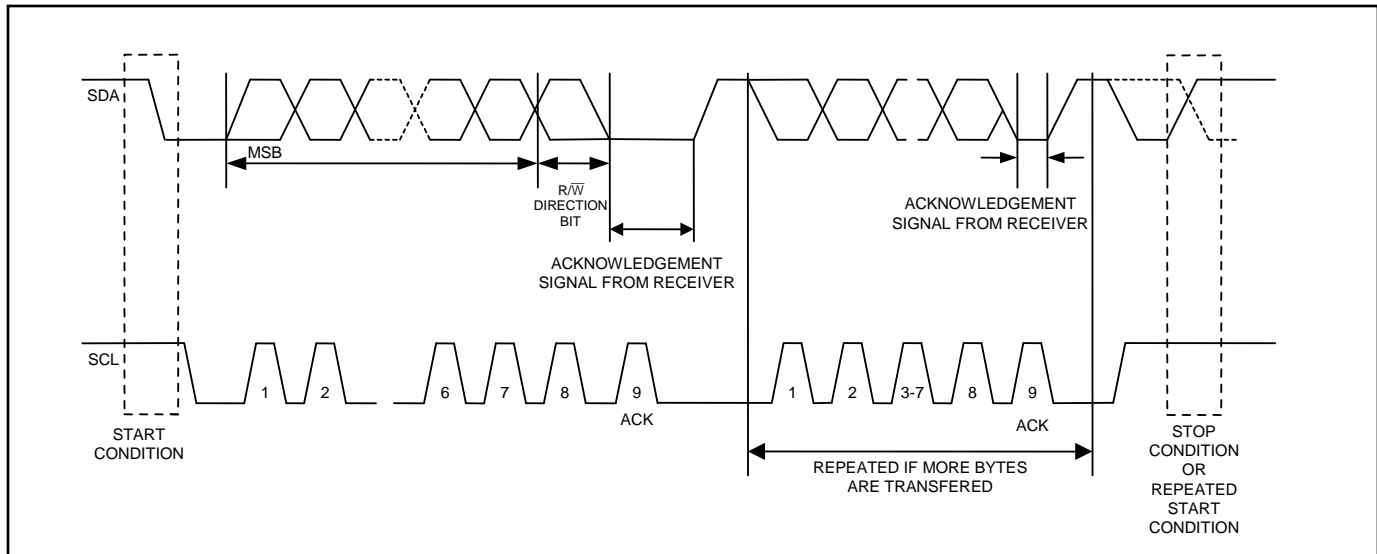 SDA
MSB
R/W̅
DIRECTION
BIT
ACKNOWLEDGEMENT
SIGNAL FROM RECEIVER
ACKNOWLEDGEMENT
SIGNAL FROM RECEIVER
SCL
1
2
6
7
8
9
1
2
3-7
8
9
ACK
ACK
START
CONDITION
REPEATED IF MORE BYTES
ARE TRANSFERED
STOP
CONDITION
OR
REPEATED
START
CONDITION